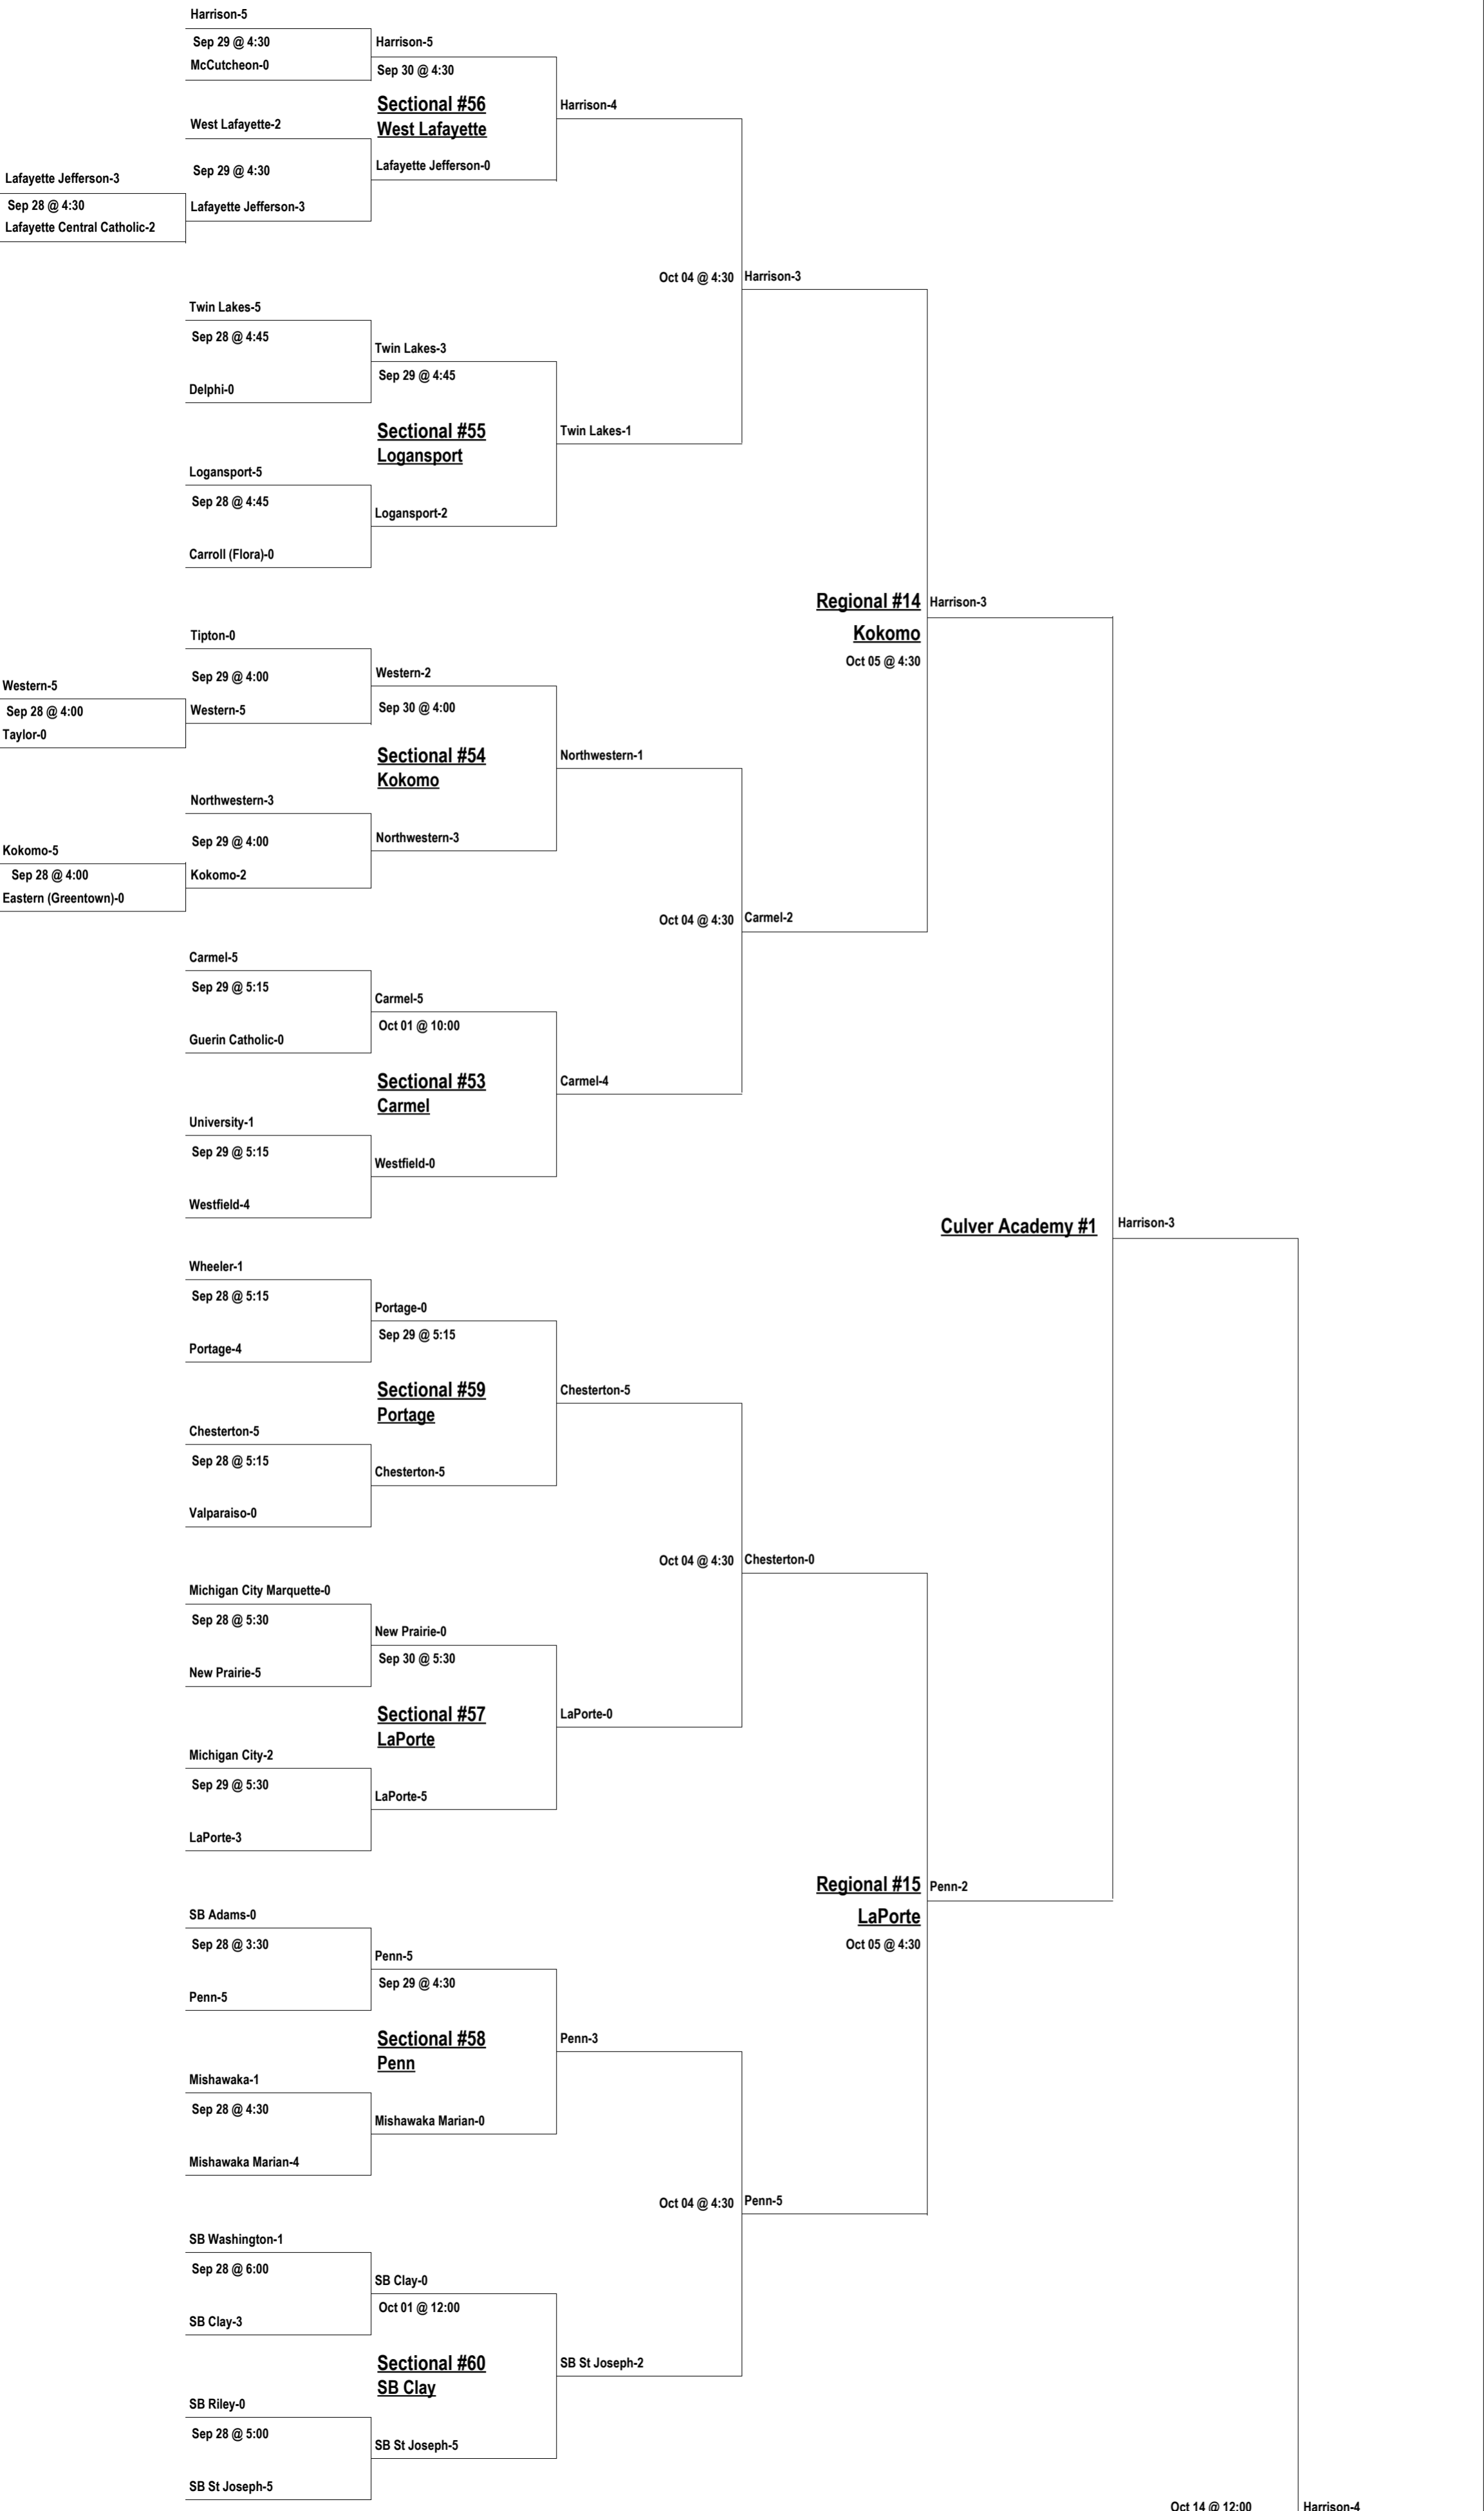 Harrison-5
Sep 29 @ 4:30
McCutcheon-0
Harrison-5
Sep 30 @ 4:30
Sectional #56
West Lafayette
Harrison-4
West Lafayette-2
Sep 29 @ 4:30
Lafayette Jefferson-0
Lafayette Jefferson-3
Sep 28 @ 4:30
Lafayette Central Catholic-2
Lafayette Jefferson-3
Oct 04 @ 4:30
Harrison-3
Twin Lakes-5
Sep 28 @ 4:45
Delphi-0
Twin Lakes-3
Sep 29 @ 4:45
Sectional #55
Logansport
Twin Lakes-1
Logansport-5
Sep 28 @ 4:45
Logansport-2
Carroll (Flora)-0
Regional #14
Kokomo
Oct 05 @ 4:30
Harrison-3
Tipton-0
Sep 29 @ 4:00
Western-2
Western-5
Sep 28 @ 4:00
Taylor-0
Western-5
Sep 30 @ 4:00
Sectional #54
Kokomo
Northwestern-1
Northwestern-3
Sep 29 @ 4:00
Northwestern-3
Kokomo-5
Sep 28 @ 4:00
Eastern (Greentown)-0
Kokomo-2
Oct 04 @ 4:30
Carmel-2
Carmel-5
Sep 29 @ 5:15
Carmel-5
Oct 01 @ 10:00
Guerin Catholic-0
Sectional #53
Carmel
Carmel-4
University-1
Sep 29 @ 5:15
Westfield-0
Westfield-4
Culver Academy #1
Harrison-3
Wheeler-1
Sep 28 @ 5:15
Portage-0
Sep 29 @ 5:15
Portage-4
Sectional #59
Portage
Chesterton-5
Chesterton-5
Sep 28 @ 5:15
Chesterton-5
Valparaiso-0
Oct 04 @ 4:30
Chesterton-0
Michigan City Marquette-0
Sep 28 @ 5:30
New Prairie-0
Sep 30 @ 5:30
New Prairie-5
Sectional #57
LaPorte
LaPorte-0
Michigan City-2
Sep 29 @ 5:30
LaPorte-5
LaPorte-3
Regional #15
LaPorte
Oct 05 @ 4:30
Penn-2
SB Adams-0
Sep 28 @ 3:30
Penn-5
Sep 29 @ 4:30
Penn-5
Sectional #58
Penn
Penn-3
Mishawaka-1
Sep 28 @ 4:30
Mishawaka Marian-0
Mishawaka Marian-4
Oct 04 @ 4:30
Penn-5
SB Washington-1
Sep 28 @ 6:00
SB Clay-0
Oct 01 @ 12:00
SB Clay-3
Sectional #60
SB Clay
SB St Joseph-2
SB Riley-0
Sep 28 @ 5:00
SB St Joseph-5
SB St Joseph-5
Oct 14 @ 12:00
Harrison-4